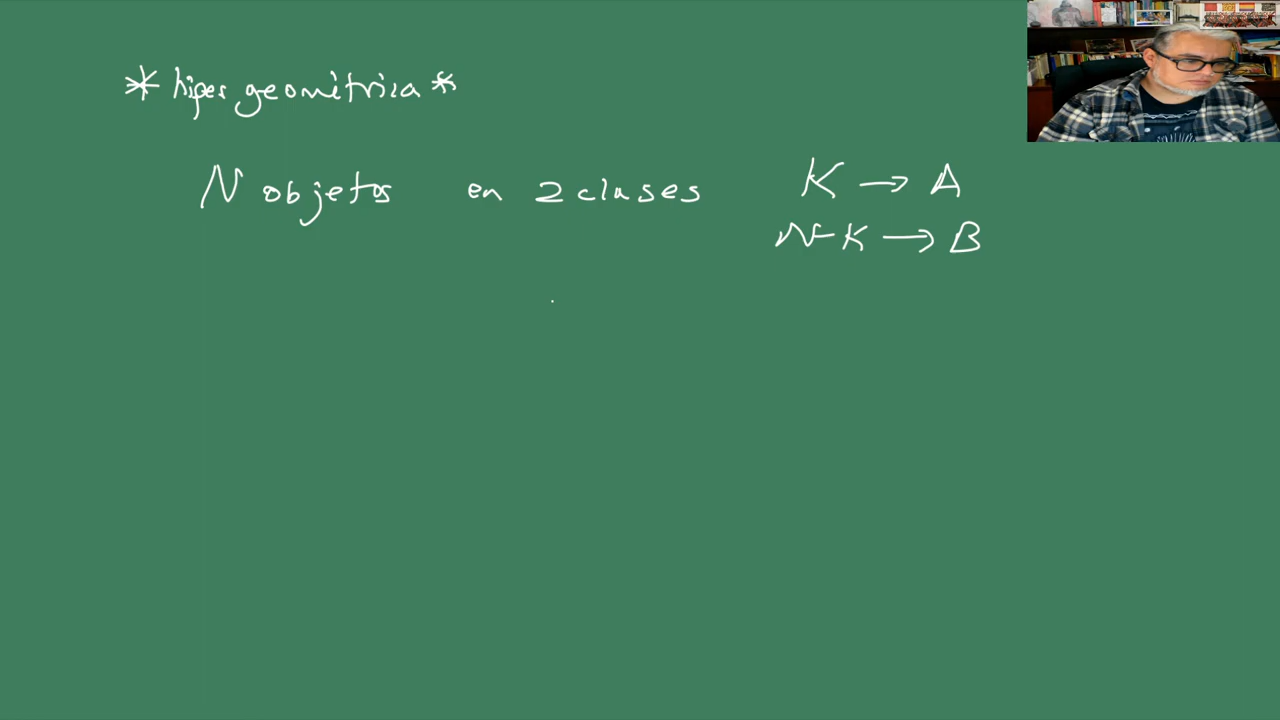 * hipergeométrica *
N objetos en 2 clases K → A
N-K → B